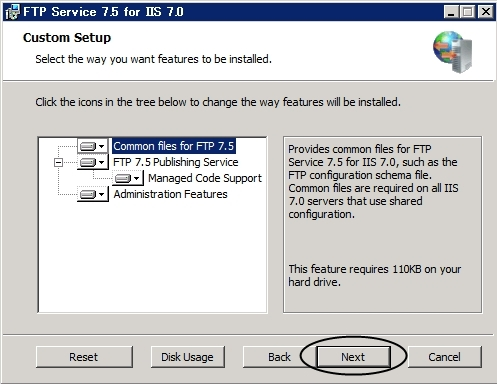 FTP Service 7.5 for IIS 7.0
Custom Setup
Select the way you want features to be installed.
Click the icons in the tree below to change the way features will be installed.
Common files for FTP 7.5
FTP 7.5 Publishing Service
Managed Code Support
Administration Features
Provides common files for FTP
Service 7.5 for IIS 7.0, such as the
FTP configuration schema file.
Common files are required on all IIS
7.0 servers that use shared
configuration.
This feature requires 110KB on your
hard drive.
Reset
Disk Usage
Back
Next
Cancel